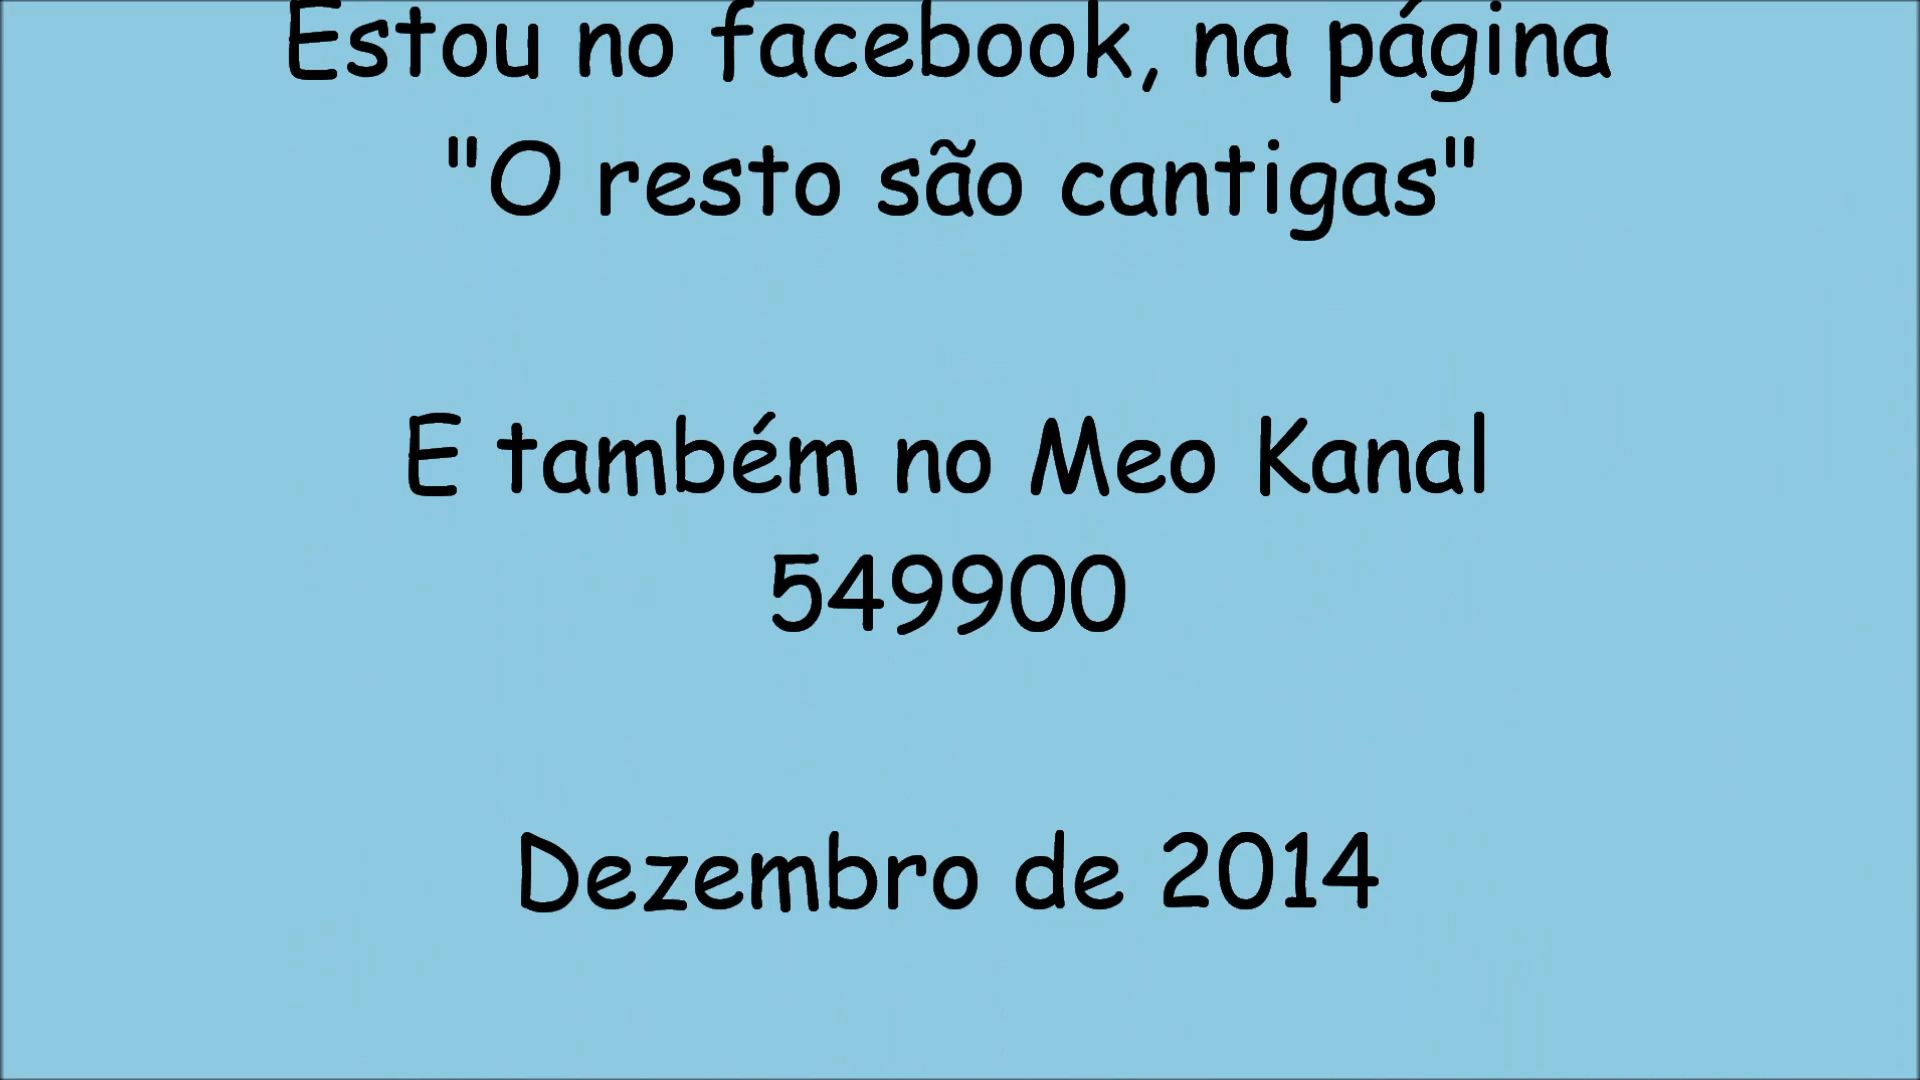 Estou no facebook, na página
"O resto são cantigas"
E também no Meo Kanal
549900
Dezembro de 2014